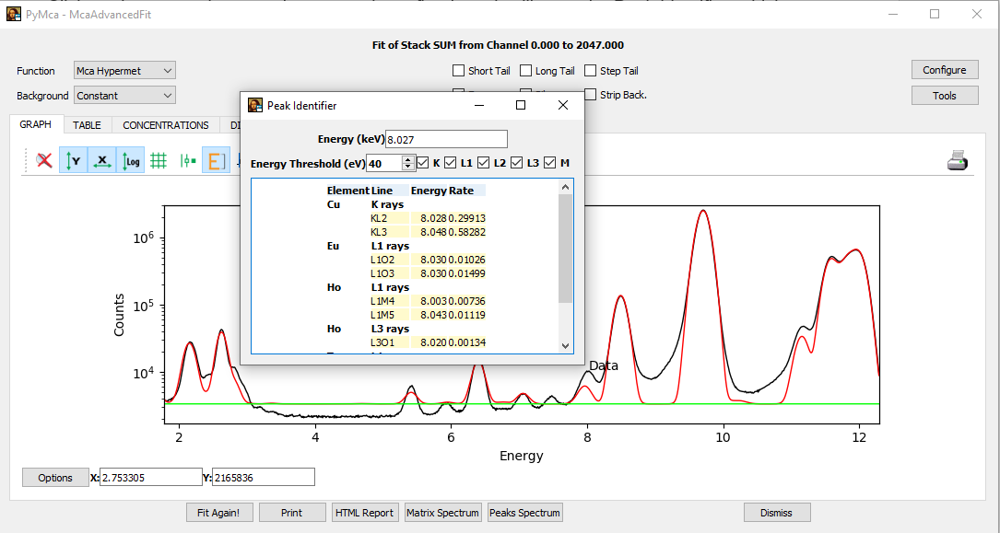 PyMca - McaAdvancedFit
Fit of Stack SUM from Channel 0.000 to 2047.000
Function Mca Hypermet Short Tail Long Tail Step Tail Configure
Background Constant Strip Back. Tools
Peak Identifier
GRAPH TABLE CONCENTRATIONS
Energy (keV) 8.027
Energy Threshold (eV) 40 K L1 L2 L3 M
Y X Log E
Element Line Energy Rate
Cu K rays
KL2 8.028 0.29913
KL3 8.048 0.58282
Eu L1 rays
L1O2 8.030 0.01026
L1O3 8.030 0.01499
Ho L1 rays
L1M4 8.003 0.00736
L1M5 8.043 0.01119
Ho L3 rays
L3O1 8.020 0.00134
10^6
10^5
10^4
Counts
Data
2 4 6 8 10 12
Energy
Options X: 2.753305 Y: 2165836
Fit Again! Print HTML Report Matrix Spectrum Peaks Spectrum Dismiss